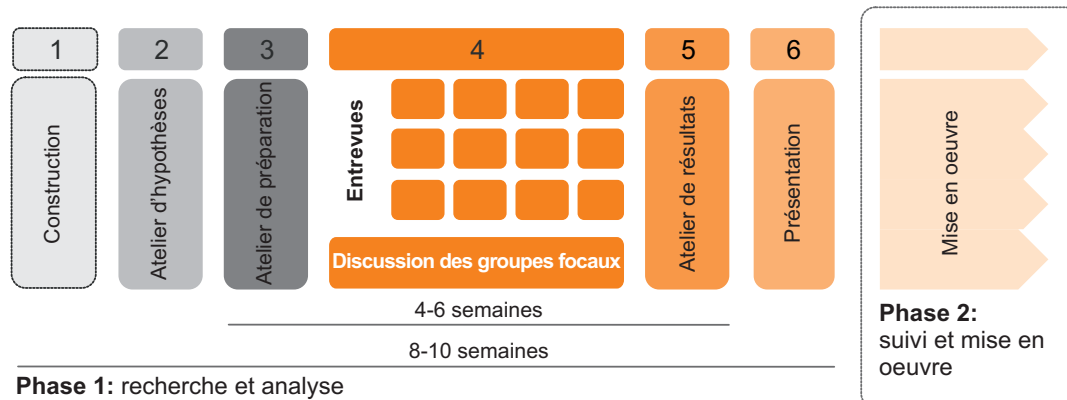 1
2
3
4
5
6
Construction
Atelier d'hypothèses
Atelier de préparation
Entrevues
Discussion des groupes focaux
Atelier de résultats
Présentation
Mise en oeuvre
4-6 semaines
8-10 semaines
Phase 1: recherche et analyse
Phase 2:
suivi et mise en
oeuvre